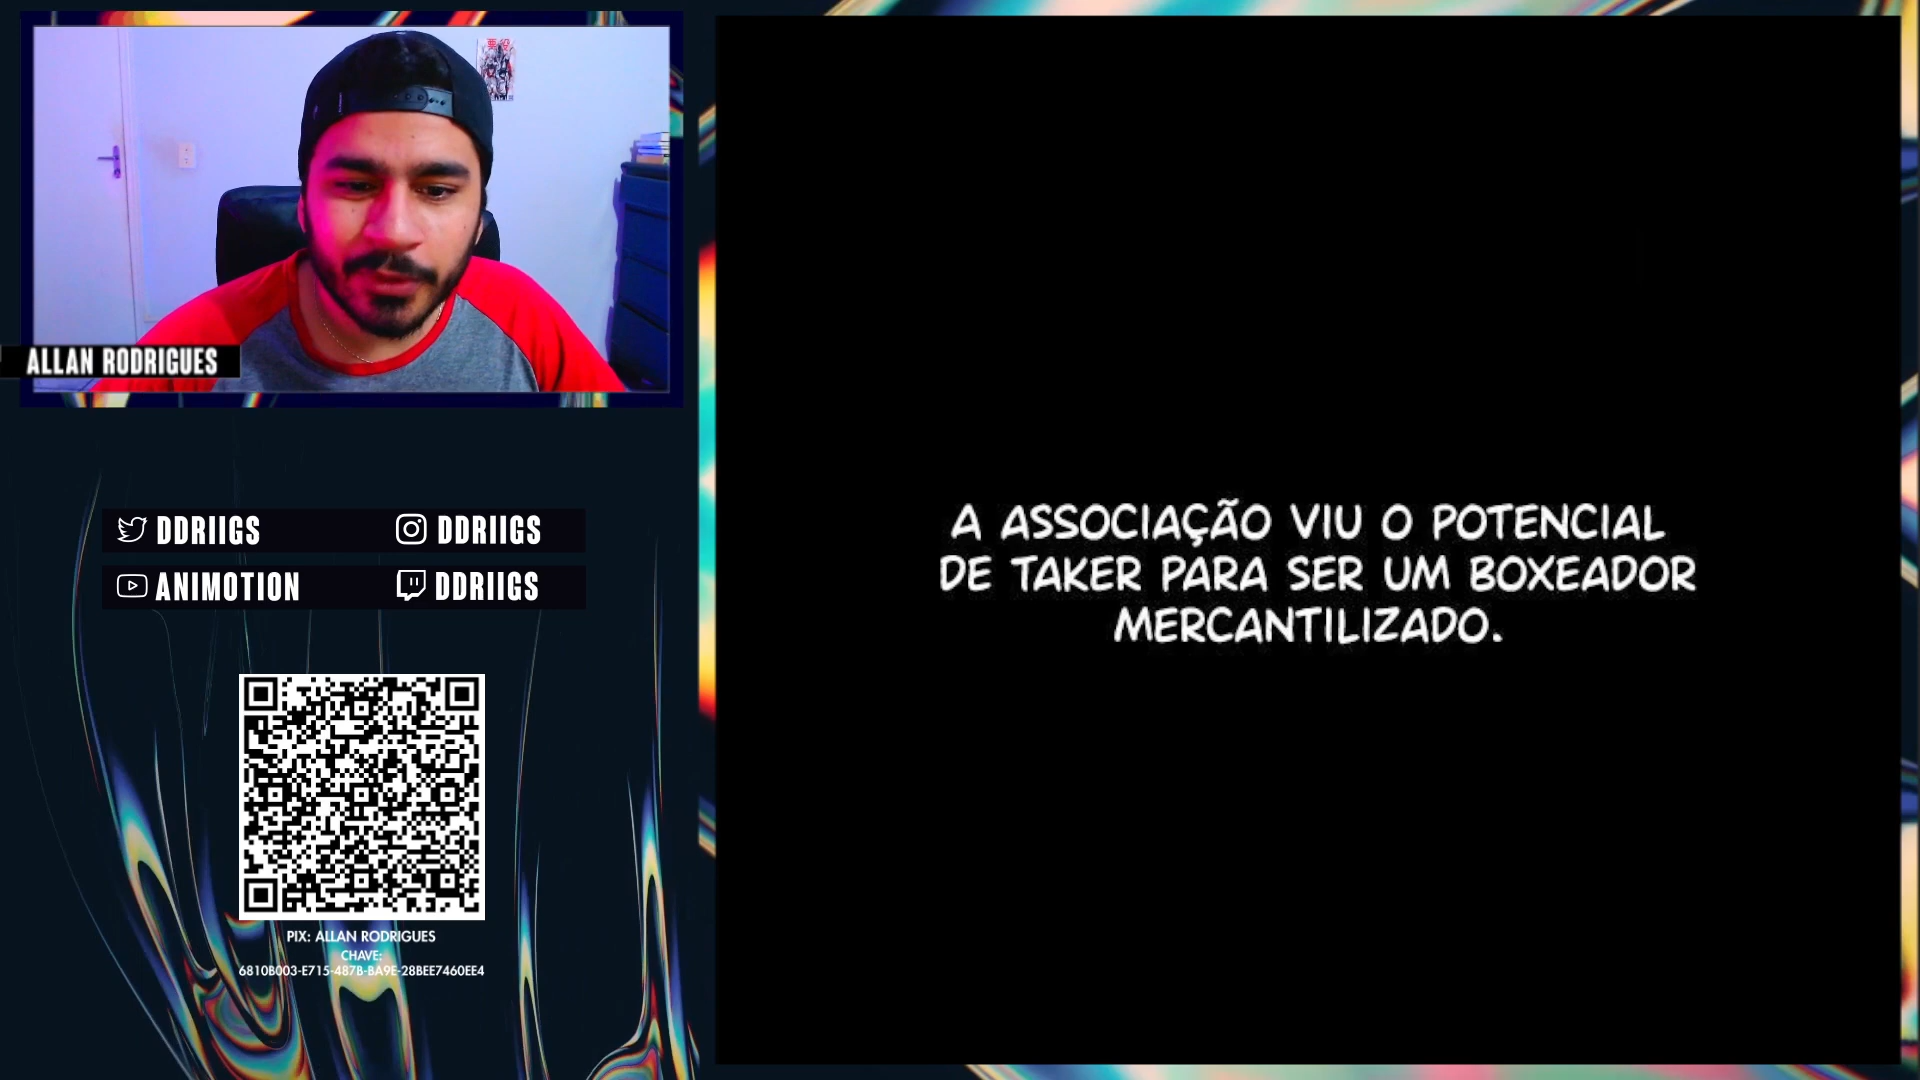 ALLAN RODRIGUES
DDRIIGS
DDRIIGS
ANIMOTION
DDRIIGS
PIX: ALLAN RODRIGUES
CHAVE:
6810B003-E715-487B-BA9E-28BEE7460EE4
A ASSOCIAÇÃO VIU O POTENCIAL
DE TAKER PARA SER UM BOXEADOR
MERCANTILIZADO.